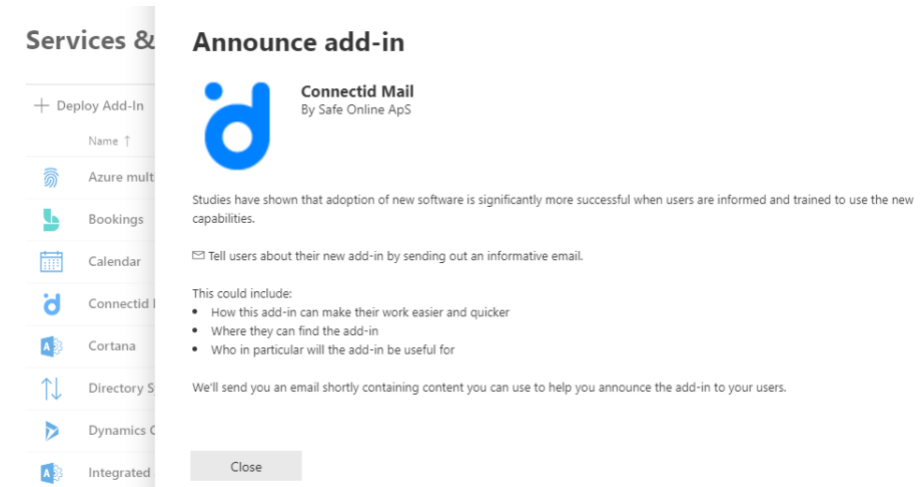 Services &
Deploy Add-In
Name ↑
Azure mult
Bookings
Calendar
Connectid
Cortana
Directory S
Dynamics
Integrated
Announce add-in
Connectid Mail
By Safe Online ApS
Studies have shown that adoption of new software is significantly more successful when users are informed and trained to use the new
capabilities.
Tell users about their new add-in by sending out an informative email.
This could include:
• How this add-in can make their work easier and quicker
• Where they can find the add-in
• Who in particular will the add-in be useful for
We'll send you an email shortly containing content you can use to help you announce the add-in to your users.
Close